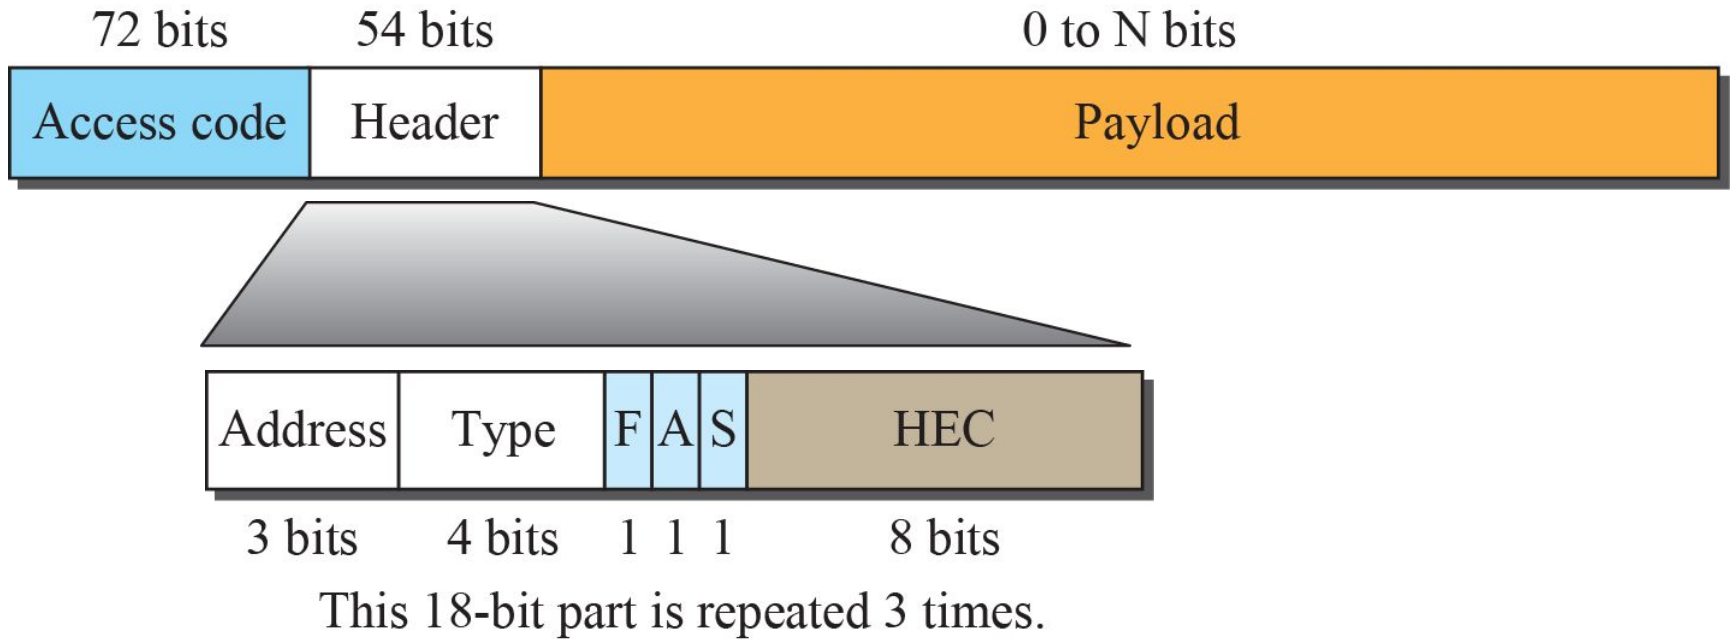 72 bits 54 bits 0 to N bits
Access code Header Payload
Address Type F A S HEC
3 bits 4 bits 1 1 1 8 bits
This 18-bit part is repeated 3 times.